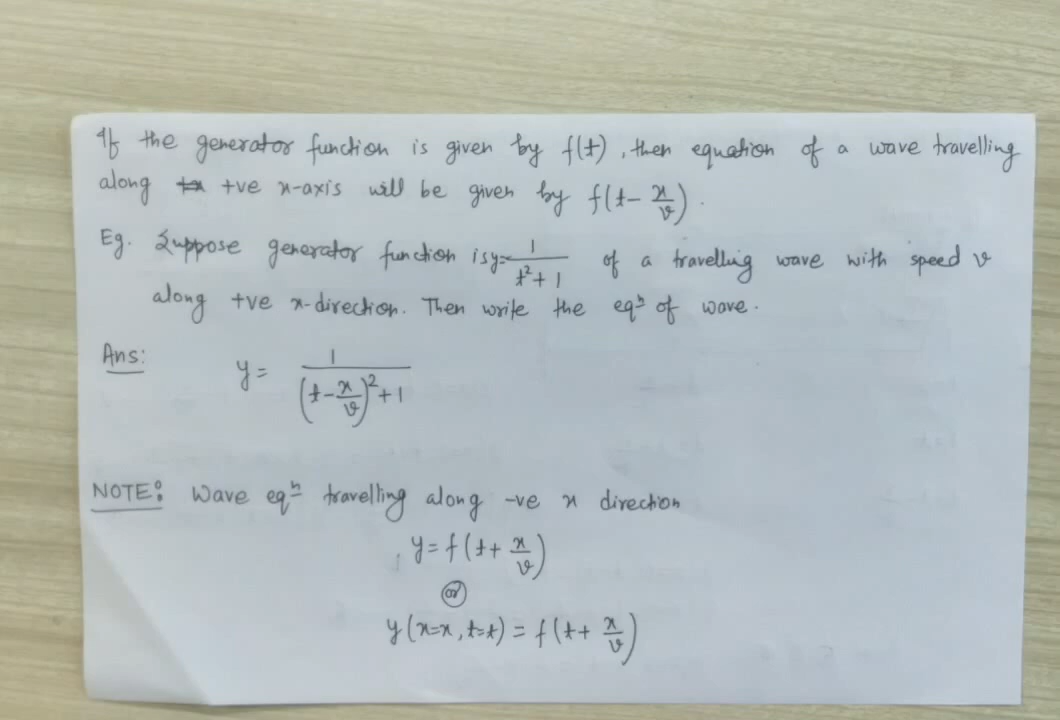 If the generator function is given by f(t), then equation of a wave travelling
along +ve x-axis will be given by f(t - x/v).
Eg. Suppose generator function is y = 1/(t² + 1) of a travelling wave with speed v
along +ve x-direction. Then write the eqⁿ of wave.
Ans: y = 1/((t - x/v)² + 1)
NOTE: Wave eqⁿ travelling along -ve x direction
y = f(t + x/v)
or
y(x=x, t=t) = f(t + x/v)